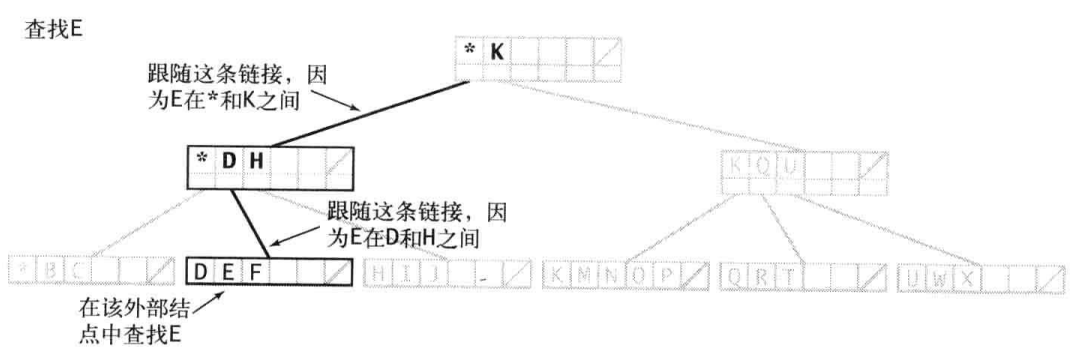 查找E
* K
跟随这条链接，因
为E在*和K之间
* D H
K Q U
跟随这条链接，因
为E在D和H之间
* B C
D E F
H I J
K M N O P
Q R T
U W X
在该外部结
点中查找E